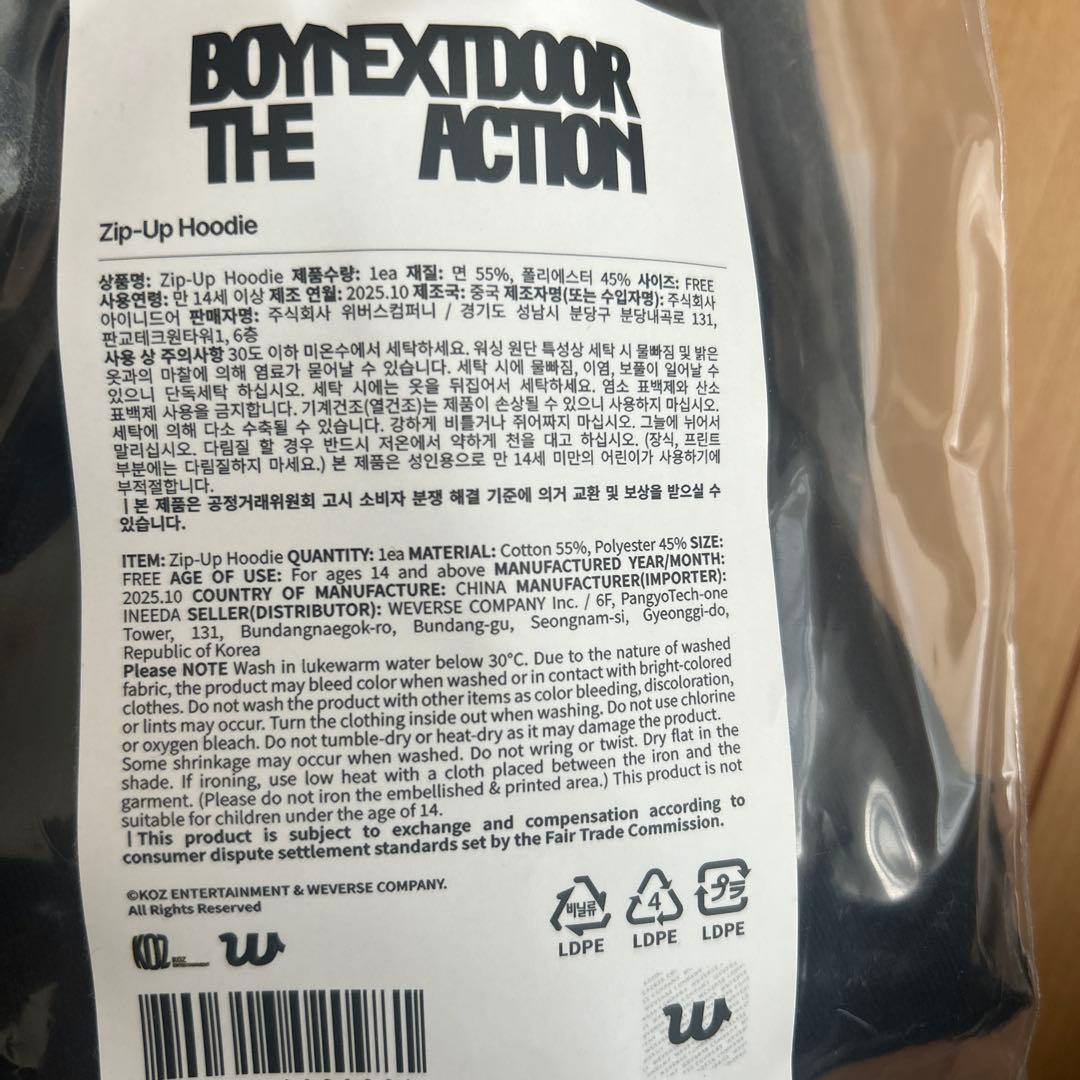 BOYNEXTDOOR
THE ACTION
Zip-Up Hoodie
상품명: Zip-Up Hoodie 제품수량: 1ea 재질: 면 55%, 폴리에스터 45% 사이즈: FREE
사용연령: 만 14세 이상 제조 연월: 2025.10 제조국: 중국 제조자명(또는 수입자명): 주식회사
아이니드어 판매자명: 주식회사 위버스컴퍼니 / 경기도 성남시 분당구 분당내곡로 131,
판교테크원타워1, 6층
사용 상 주의사항 30도 이하 미온수에서 세탁하세요. 워싱 원단 특성상 세탁 시 물빠짐 및 밝은
옷과의 마찰에 의해 염료가 묻어날 수 있습니다. 세탁 시에 물빠짐, 이염, 보풀이 일어날 수
있으니 단독세탁 하십시오. 세탁 시에는 옷을 뒤집어서 세탁하세요. 염소 표백제와 산소
표백제 사용을 금지합니다. 기계건조(열건조)는 제품이 손상될 수 있으니 사용하지 마십시오.
세탁에 의해 다소 수축될 수 있습니다. 강하게 비틀거나 쥐어짜지 마십시오. 그늘에 뉘어서
말리십시오. 다림질 할 경우 반드시 저온에서 약하게 천을 대고 하십시오. (장식, 프린트
부분에는 다림질하지 마세요.) 본 제품은 성인용으로 만 14세 미만의 어린이가 사용하기에
부적절합니다.
| 본 제품은 공정거래위원회 고시 소비자 분쟁 해결 기준에 의거 교환 및 보상을 받으실 수
있습니다.
ITEM: Zip-Up Hoodie QUANTITY: 1ea MATERIAL: Cotton 55%, Polyester 45% SIZE:
FREE AGE OF USE: For ages 14 and above MANUFACTURED YEAR/MONTH:
2025.10 COUNTRY OF MANUFACTURE: CHINA MANUFACTURER(IMPORTER):
INEEDA SELLER(DISTRIBUTOR): WEVERSE COMPANY Inc. / 6F, PangyoTech-one
Tower, 131, Bundangnaegok-ro, Bundang-gu, Seongnam-si, Gyeonggi-do,
Republic of Korea
Please NOTE Wash in lukewarm water below 30°C. Due to the nature of washed
fabric, the product may bleed color when washed or in contact with bright-colored
clothes. Do not wash the product with other items as color bleeding, discoloration,
or lints may occur. Turn the clothing inside out when washing. Do not use chlorine
or oxygen bleach. Do not tumble-dry or heat-dry as it may damage the product.
Some shrinkage may occur when washed. Do not wring or twist. Dry flat in the
shade. If ironing, use low heat with a cloth placed between the iron and the
garment. (Please do not iron the embellished & printed area.) This product is not
suitable for children under the age of 14.
| This product is subject to exchange and compensation according to
consumer dispute settlement standards set by the Fair Trade Commission.
©KOZ ENTERTAINMENT & WEVERSE COMPANY.
All Rights Reserved
비닐류 4 プラ
LDPE LDPE LDPE
KOZ KOZ ENTERTAINMENT w
w